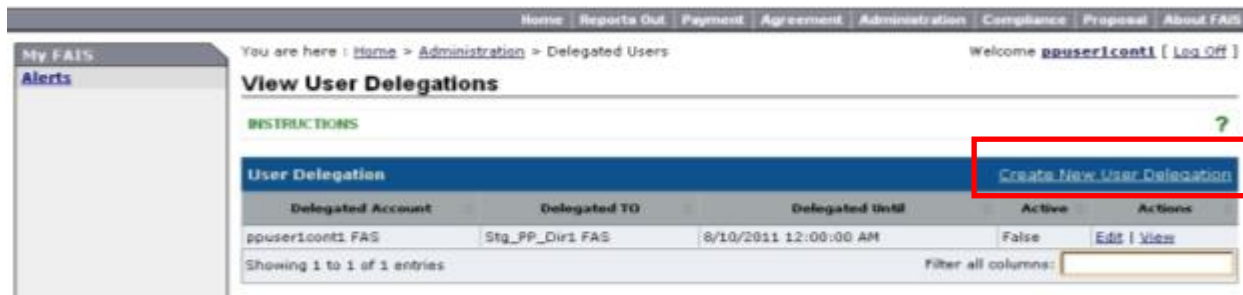 Home Reports Out Payment Agreement Administration Compliance Proposal About FAIS
My FAIS
Alerts
You are here : Home > Administration > Delegated Users
Welcome ppuser1cont1 [ Log Off ]
View User Delegations
INSTRUCTIONS ?
User Delegation
Create New User Delegation
Delegated Account Delegated TO Delegated Until Active Actions
ppuser1cont1 FAS Stg_PP_Dir1 FAS 8/10/2011 12:00:00 AM False Edit | View
Showing 1 to 1 of 1 entries
Filter all columns: